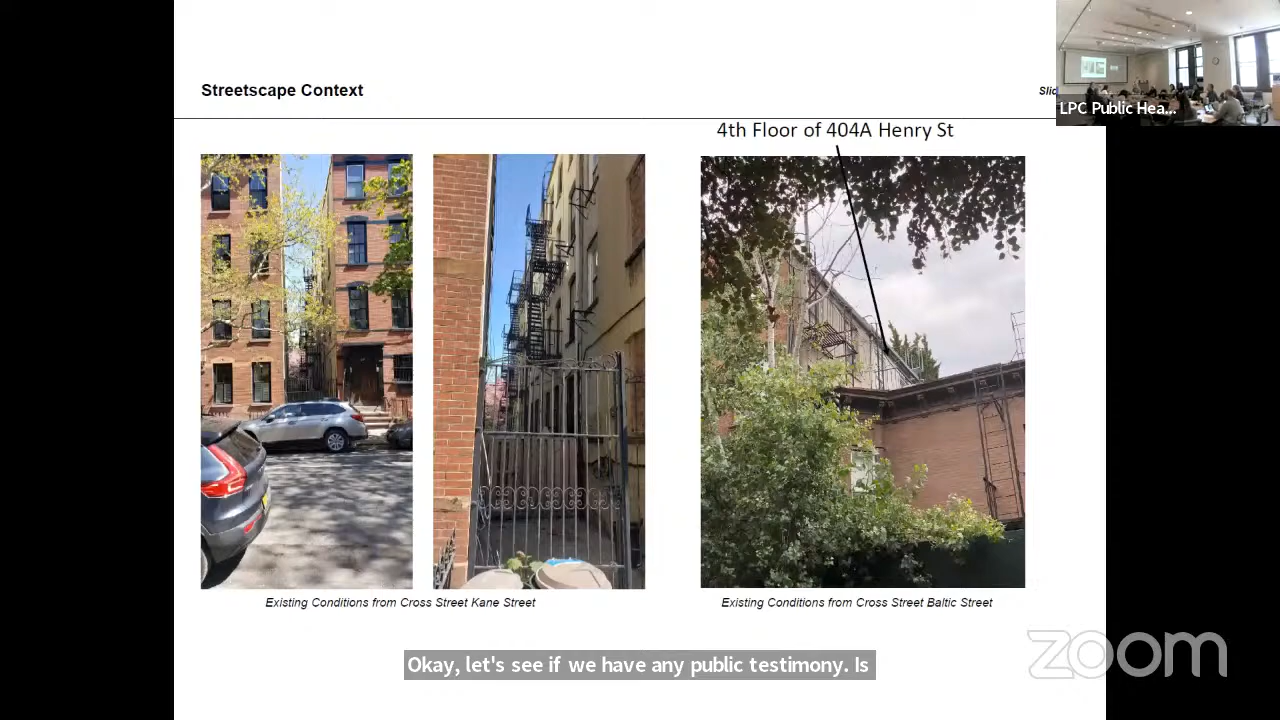 Streetscape Context
Slid
LPC Public Hea...
4th Floor of 404A Henry St
Existing Conditions from Cross Street Kane Street
Existing Conditions from Cross Street Baltic Street
Okay, let's see if we have any public testimony. Is
zoom